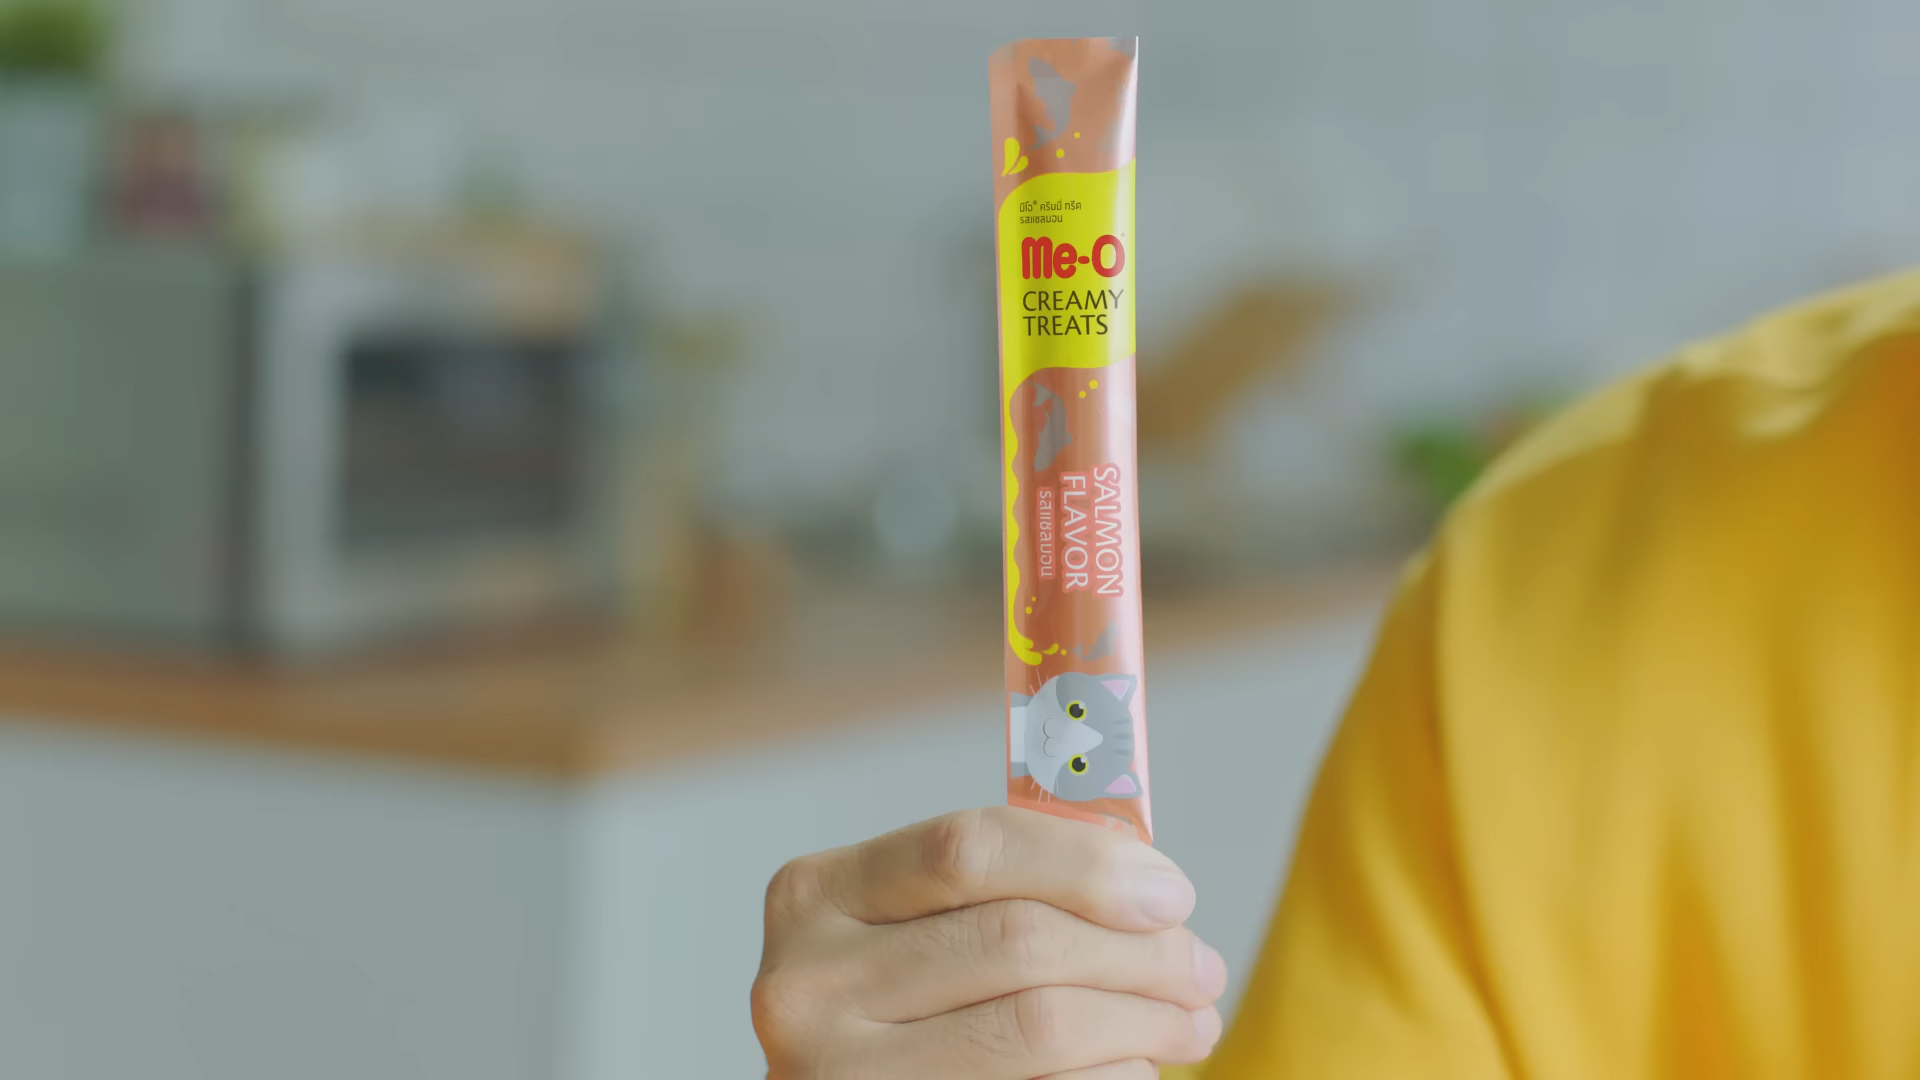 มีโอ® ครีมมี่ ทรีต
รสแซลมอน
Me-O
CREAMY
TREATS
SALMON
FLAVOR
รสแซลมอน